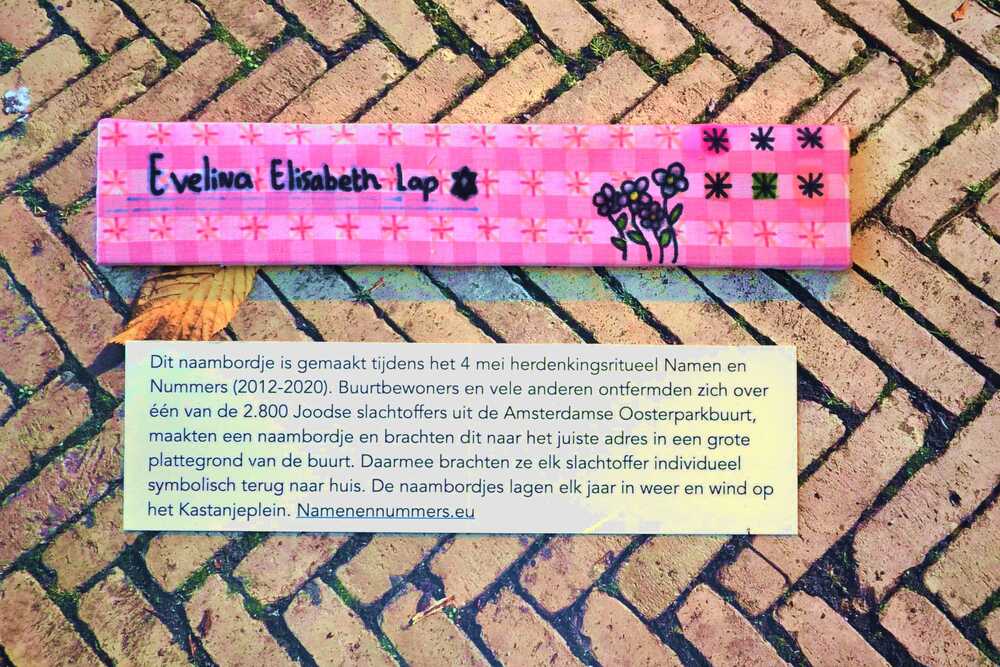 Evelina Elisabeth Lap
Dit naambordje is gemaakt tijdens het 4 mei herdenkingsritueel Namen en
Nummers (2012-2020). Buurtbewoners en vele anderen ontfermden zich over
één van de 2.800 Joodse slachtoffers uit de Amsterdamse Oosterparkbuurt,
maakten een naambordje en brachten dit naar het juiste adres in een grote
plattegrond van de buurt. Daarmee brachten ze elk slachtoffer individueel
symbolisch terug naar huis. De naambordjes lagen elk jaar in weer en wind op
het Kastanjeplein. Namenennummers.eu